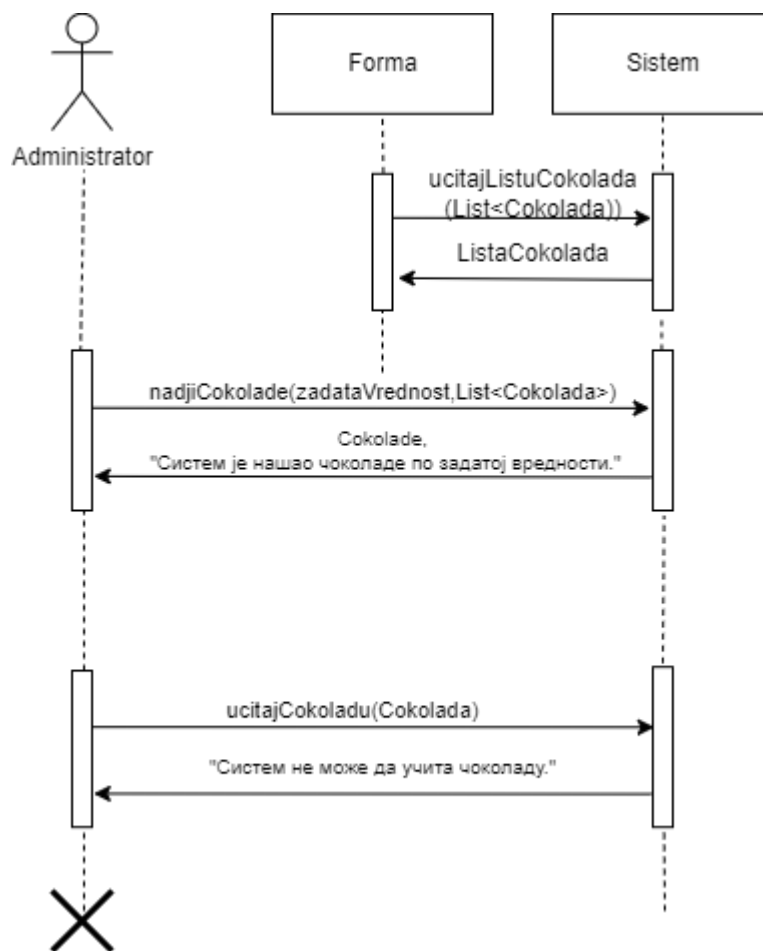 Forma
Sistem
Administrator
ucitajListuCokolada
(List<Cokolada>))
ListaCokolada
nadjiCokolade(zadataVrednost,List<Cokolada>)
Cokolade,
"Систем је нашао чоколаде по задатој вредности."
ucitajCokoladu(Cokolada)
"Систем не може да учита чоколаду."